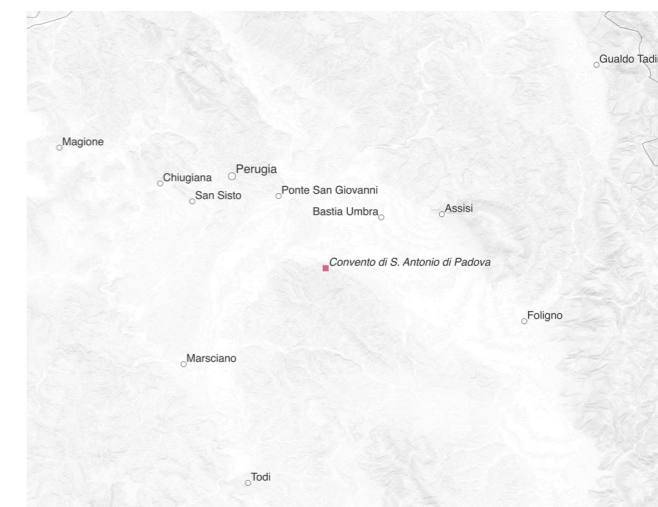 Gualdo Tadi
Magione
Perugia
Chiugiana
Ponte San Giovanni
San Sisto
Bastia Umbra
Assisi
Convento di S. Antonio di Padova
Foligno
Marsciano
Todi